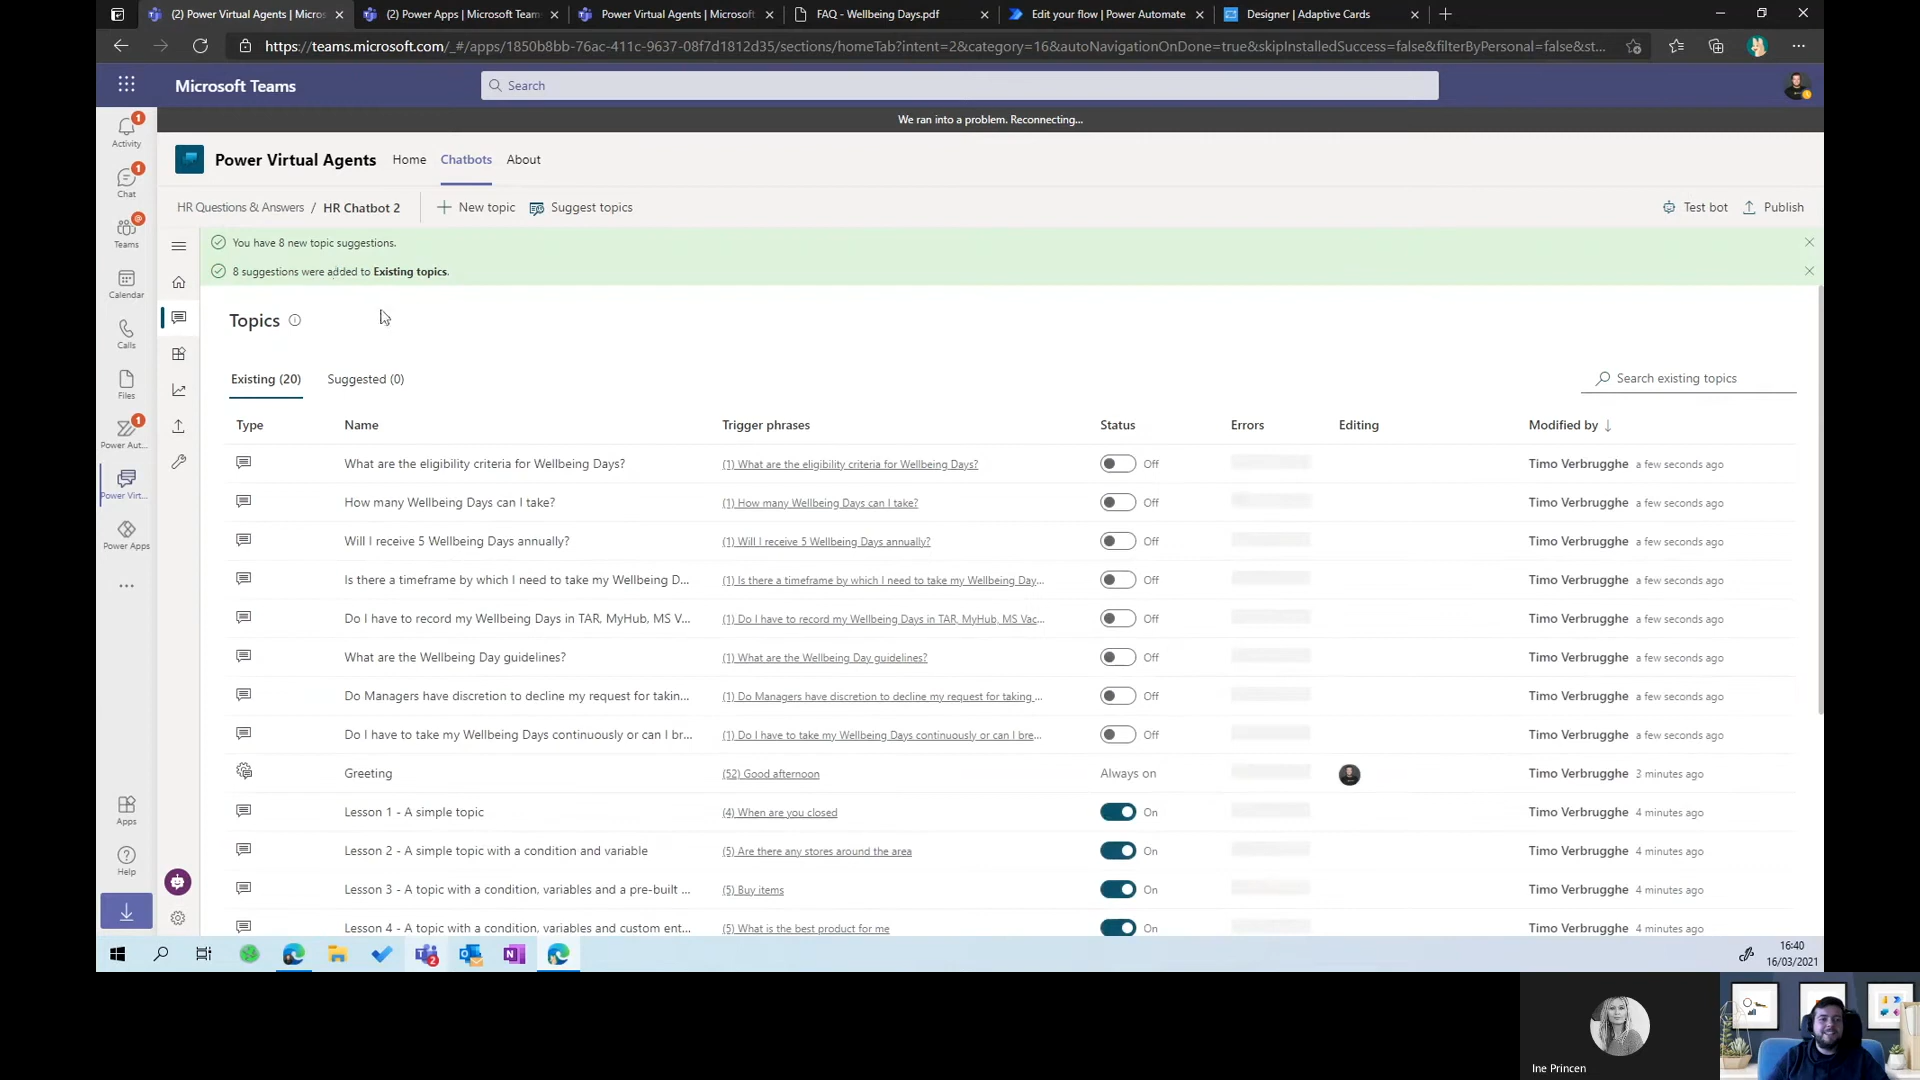 (2) Power Virtual Agents | Micros
(2) Power Apps | Microsoft Team
Power Virtual Agents | Microsoft
FAQ - Wellbeing Days.pdf
Edit your flow | Power Automate
Designer | Adaptive Cards
https://teams.microsoft.com/_#/apps/1850b8bb-76ac-411c-9637-08f7d1812d35/sections/homeTab?intent=2&category=16&autoNavigationOnDone=true&skipInstalledSuccess=false&filterByPersonal=false&st...
Microsoft Teams
Search
We ran into a problem. Reconnecting...
Activity
1
Chat
1
Teams
@
Calendar
Calls
Files
Power Aut...
1
Power Virt...
Power Apps
Apps
Help
Power Virtual Agents
Home
Chatbots
About
HR Questions & Answers / HR Chatbot 2
New topic
Suggest topics
Test bot
Publish
You have 8 new topic suggestions.
8 suggestions were added to Existing topics.
Topics
Existing (20)
Suggested (0)
Search existing topics
Type Name Trigger phrases Status Errors Editing Modified by ↓
What are the eligibility criteria for Wellbeing Days? (1) What are the eligibility criteria for Wellbeing Days? Off Timo Verbrugghe a few seconds ago
How many Wellbeing Days can I take? (1) How many Wellbeing Days can I take? Off Timo Verbrugghe a few seconds ago
Will I receive 5 Wellbeing Days annually? (1) Will I receive 5 Wellbeing Days annually? Off Timo Verbrugghe a few seconds ago
Is there a timeframe by which I need to take my Wellbeing D... (1) Is there a timeframe by which I need to take my Wellbeing Day... Off Timo Verbrugghe a few seconds ago
Do I have to record my Wellbeing Days in TAR, MyHub, MS V... (1) Do I have to record my Wellbeing Days in TAR, MyHub, MS Vac... Off Timo Verbrugghe a few seconds ago
What are the Wellbeing Day guidelines? (1) What are the Wellbeing Day guidelines? Off Timo Verbrugghe a few seconds ago
Do Managers have discretion to decline my request for takin... (1) Do Managers have discretion to decline my request for taking ... Off Timo Verbrugghe a few seconds ago
Do I have to take my Wellbeing Days continuously or can I br... (1) Do I have to take my Wellbeing Days continuously or can I bre... Off Timo Verbrugghe a few seconds ago
Greeting (52) Good afternoon Always on Timo Verbrugghe 3 minutes ago
Lesson 1 - A simple topic (4) When are you closed On Timo Verbrugghe 4 minutes ago
Lesson 2 - A simple topic with a condition and variable (5) Are there any stores around the area On Timo Verbrugghe 4 minutes ago
Lesson 3 - A topic with a condition, variables and a pre-built ... (5) Buy items On Timo Verbrugghe 4 minutes ago
Lesson 4 - A topic with a condition, variables and custom ent... (5) What is the best product for me On Timo Verbrugghe 4 minutes ago
2
16:40
16/03/2021
Ine Princen